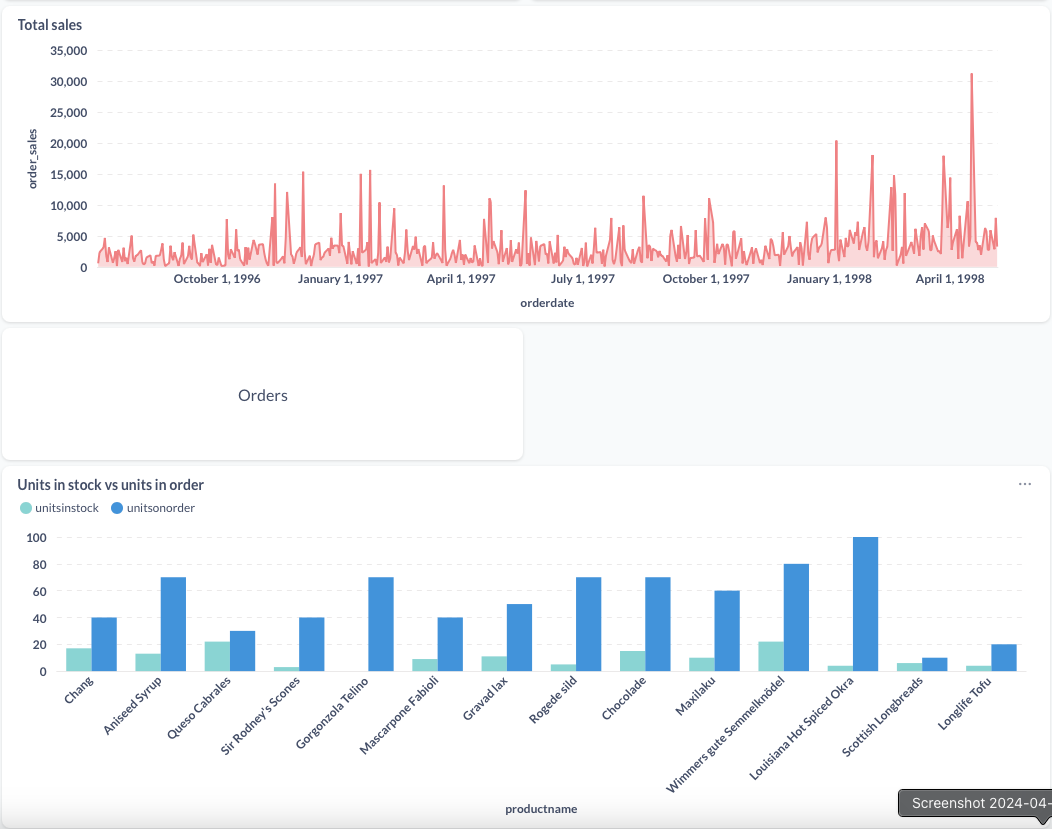 Total sales
35,000
30,000
25,000
20,000
15,000
10,000
5,000
0
order_sales
October 1, 1996 January 1, 1997 April 1, 1997 July 1, 1997 October 1, 1997 January 1, 1998 April 1, 1998
orderdate
Orders
Units in stock vs units in order
unitsinstock unitsonorder
100
80
60
40
20
0
Chang
Aniseed Syrup
Queso Cabrales
Sir Rodney's Scones
Gorgonzola Telino
Mascarpone Fabioli
Gravad lax
Rogede sild
Chocolade
Maxilaku
Wimmers gute Semmelknödel
Louisiana Hot Spiced Okra
Scottish Longbreads
Longlife Tofu
productname
Screenshot 2024-04-